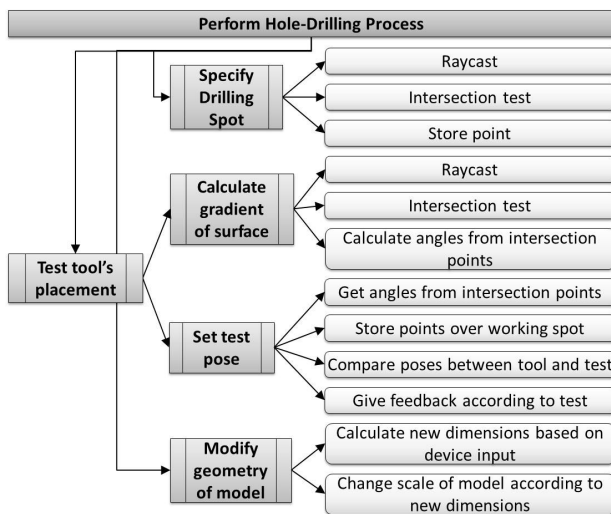 Perform Hole-Drilling Process
Specify
Drilling
Spot
Raycast
Intersection test
Store point
Calculate
gradient
of surface
Raycast
Intersection test
Calculate angles from intersection
points
Test tool's
placement
Set test
pose
Get angles from intersection points
Store points over working spot
Compare poses between tool and test
Give feedback according to test
Modify
geometry
of model
Calculate new dimensions based on
device input
Change scale of model according to
new dimensions